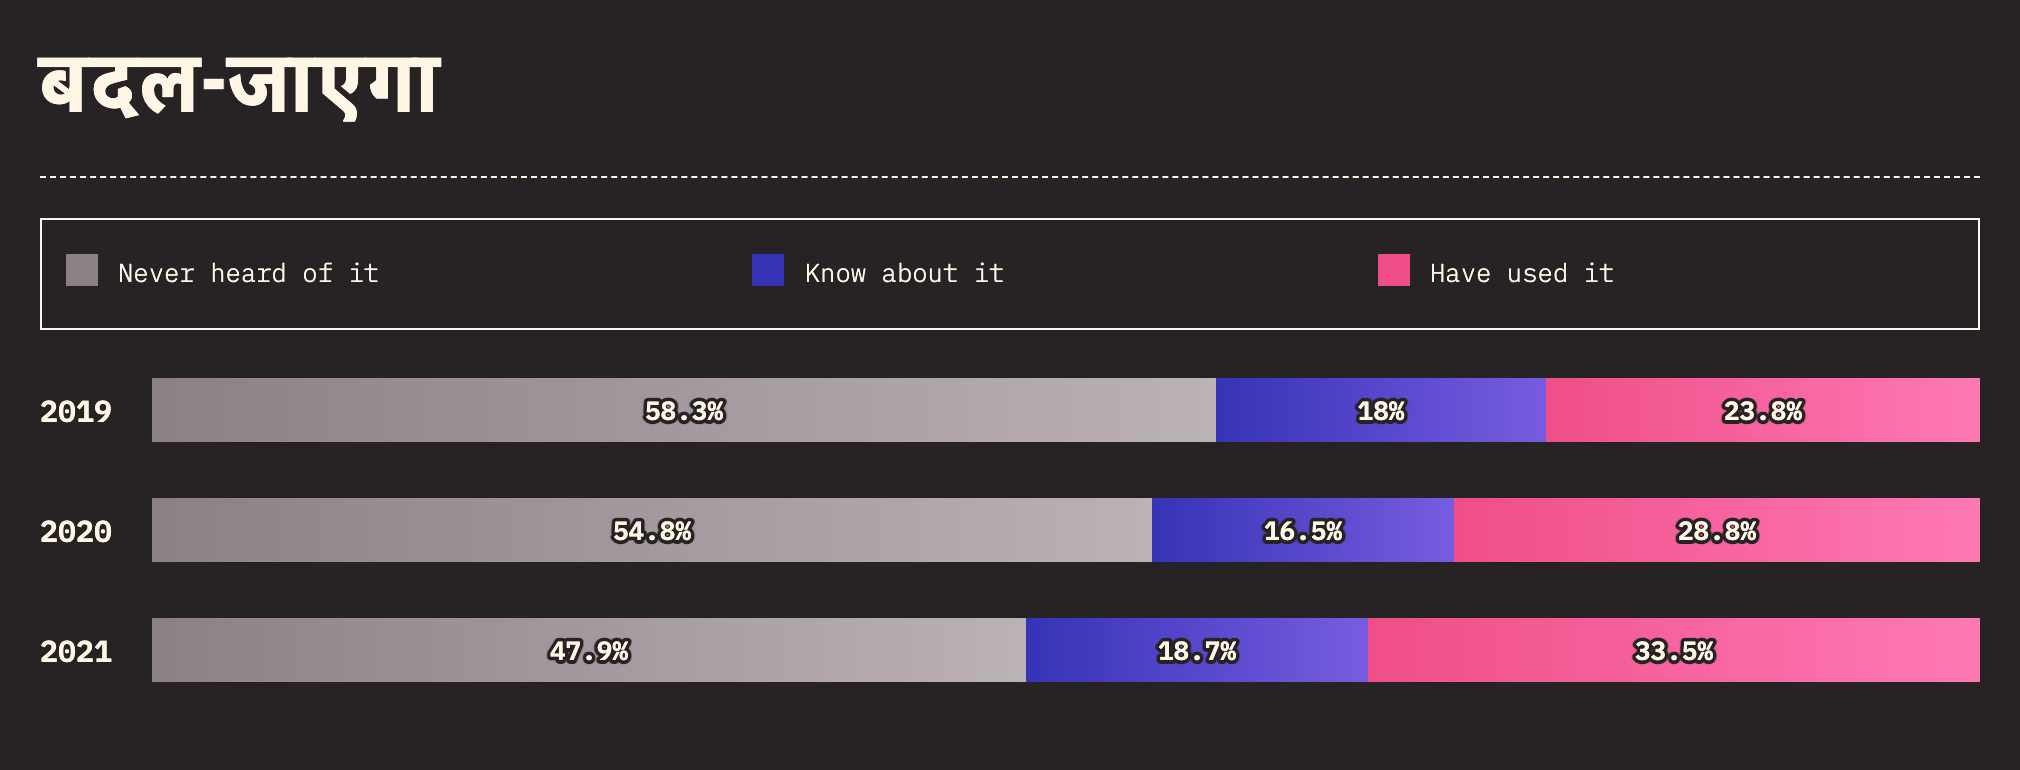 बदल-जाएगा
Never heard of it Know about it Have used it
2019 58.3% 18% 23.8%
2020 54.8% 16.5% 28.8%
2021 47.9% 18.7% 33.5%